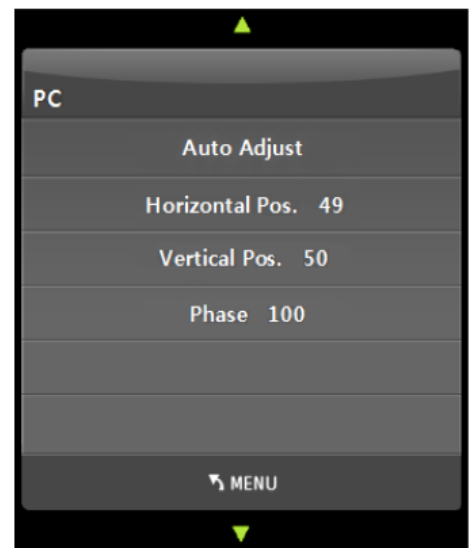 PC
Auto Adjust
Horizontal Pos. 49
Vertical Pos. 50
Phase 100
MENU